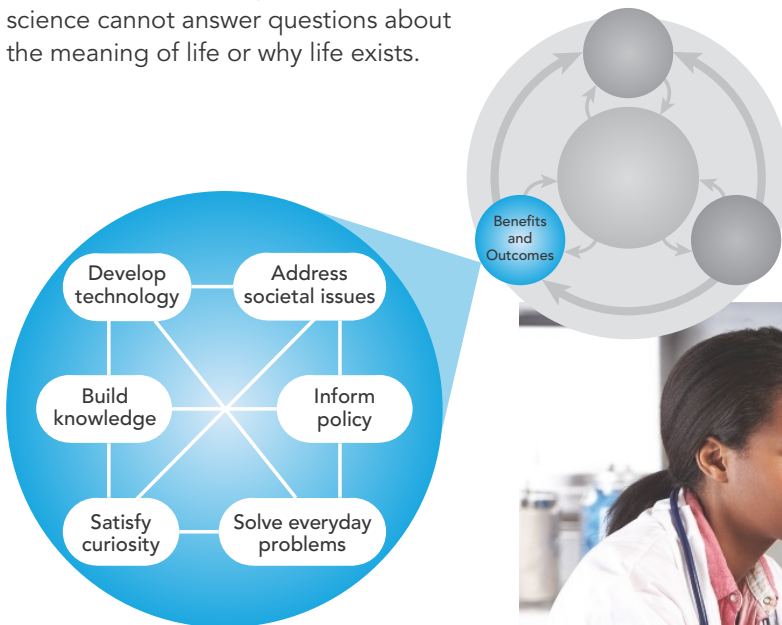 science cannot answer questions about
the meaning of life or why life exists.
Benefits
and
Outcomes
Develop
technology
Address
societal issues
Build
knowledge
Inform
policy
Satisfy
curiosity
Solve everyday
problems